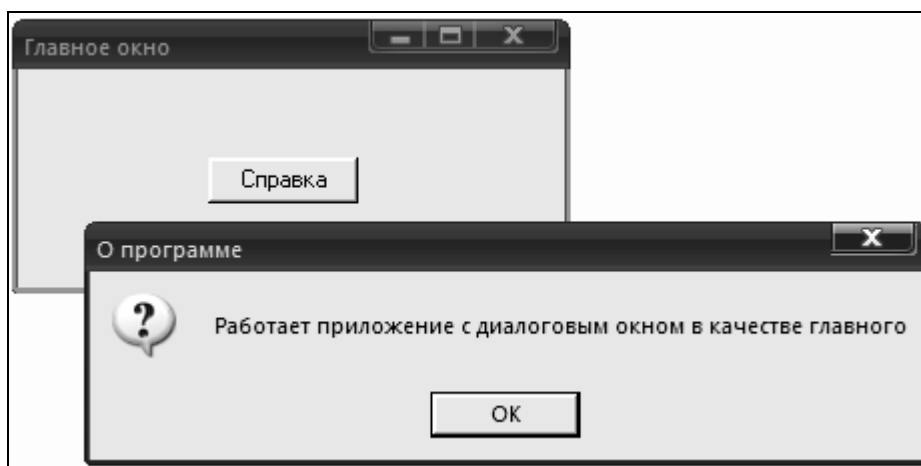 Главное окно
Справка
О программе
Работает приложение с диалоговым окном в качестве главного
OK